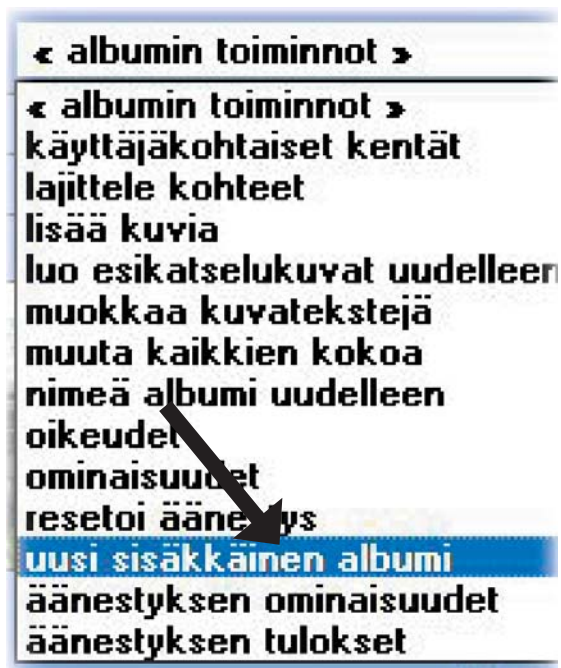 « albumin toiminnot »
« albumin toiminnot »
käyttäjäkohtaiset kentät
lajittele kohteet
lisää kuvia
luo esikatselukuvat uudelleen
muokkaa kuvatekstejä
muuta kaikkien kokoa
nimeä albumi uudelleen
oikeudet
ominaisuudet
resetoi äänestys
uusi sisäkkäinen albumi
äänestyksen ominaisuudet
äänestyksen tulokset